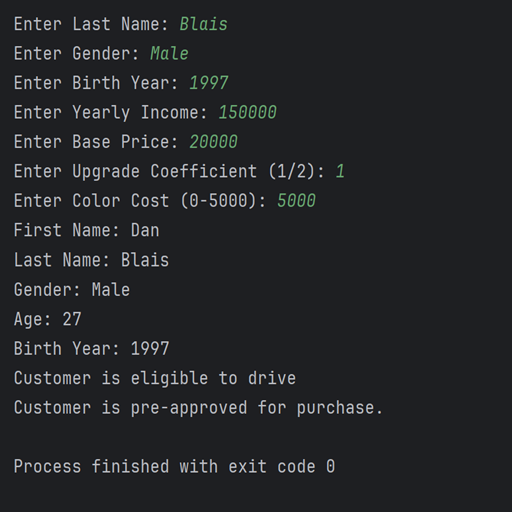 Enter Last Name: Blais
Enter Gender: Male
Enter Birth Year: 1997
Enter Yearly Income: 150000
Enter Base Price: 20000
Enter Upgrade Coefficient (1/2): 1
Enter Color Cost (0-5000): 5000
First Name: Dan
Last Name: Blais
Gender: Male
Age: 27
Birth Year: 1997
Customer is eligible to drive
Customer is pre-approved for purchase.
Process finished with exit code 0